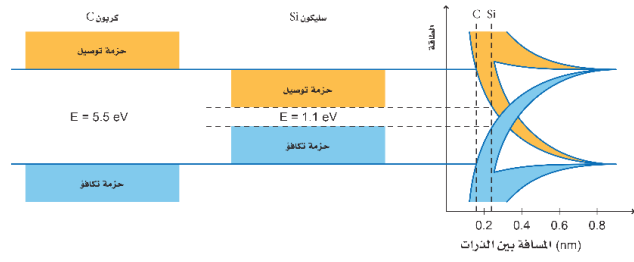 كربون C
سليكون Si
C Si
الطاقة
حزمة توصيل
حزمة توصيل
E = 5.5 eV
E = 1.1 eV
حزمة تكافؤ
حزمة تكافؤ
0.2 0.4 0.6 0.8
المسافة بين الذرات (nm)